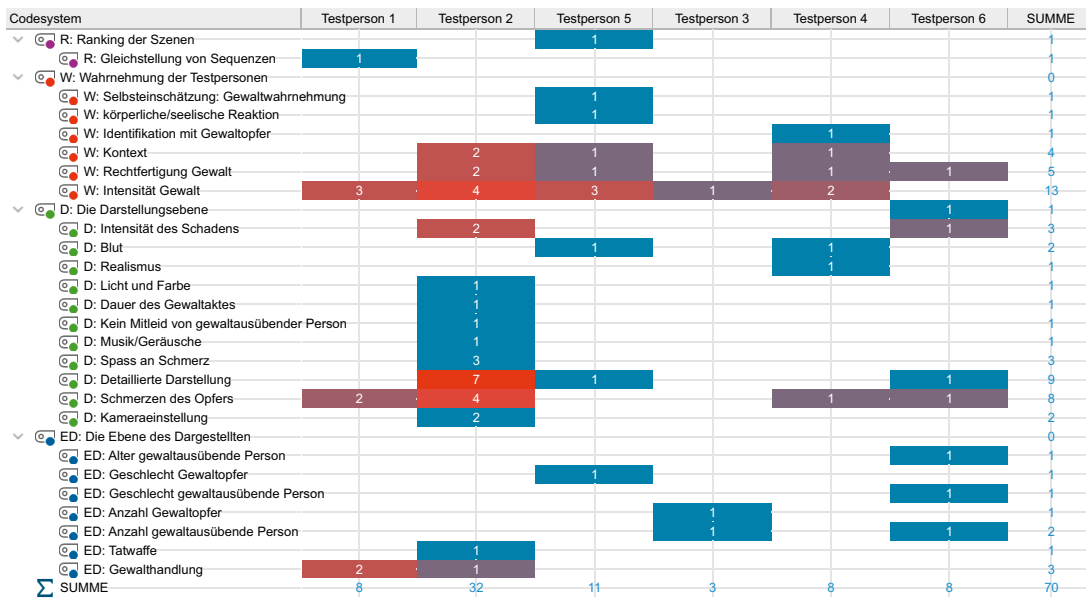 Codesystem Testperson 1 Testperson 2 Testperson 5 Testperson 3 Testperson 4 Testperson 6 SUMME
R: Ranking der Szenen 1 1
R: Gleichstellung von Sequenzen 1 1
W: Wahrnehmung der Testpersonen 0
W: Selbsteinschätzung: Gewaltwahrnehmung 1 1
W: körperliche/seelische Reaktion 1 1
W: Identifikation mit Gewaltopfer 1 1
W: Kontext 2 1 1 4
W: Rechtfertigung Gewalt 2 1 1 1 5
W: Intensität Gewalt 3 4 3 1 2 13
D: Die Darstellungsebene 1 1
D: Intensität des Schadens 2 1 3
D: Blut 1 1 2
D: Realismus 1 1
D: Licht und Farbe 1 1
D: Dauer des Gewaltaktes 1 1
D: Kein Mitleid von gewaltausübender Person 1 1
D: Musik/Geräusche 1 1
D: Spass an Schmerz 3 3
D: Detaillierte Darstellung 7 1 1 9
D: Schmerzen des Opfers 2 4 1 1 8
D: Kameraeinstellung 2 2
ED: Die Ebene des Dargestellten 0
ED: Alter gewaltausübende Person 1 1
ED: Geschlecht Gewaltopfer 1 1
ED: Geschlecht gewaltausübende Person 1 1
ED: Anzahl Gewaltopfer 1 1
ED: Anzahl gewaltausübende Person 1 1 2
ED: Tatwaffe 1 1
ED: Gewalthandlung 2 1 3
Σ SUMME 8 32 11 3 8 8 70